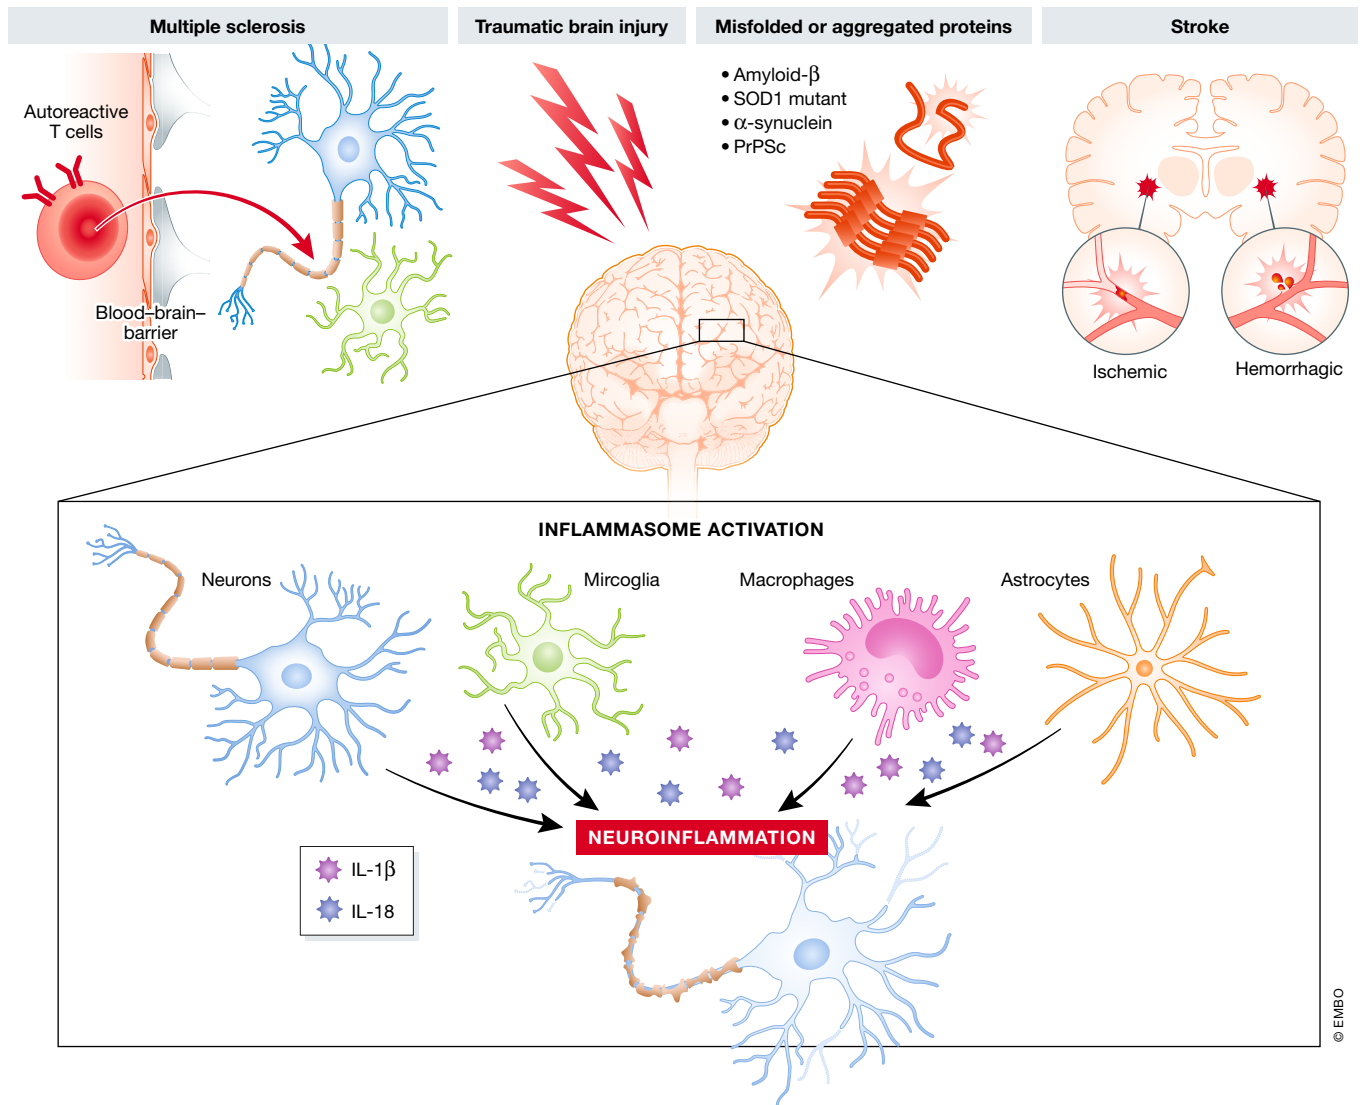 Multiple sclerosis
Traumatic brain injury
Misfolded or aggregated proteins
Stroke
Autoreactive
T cells
Blood–brain–
barrier
• Amyloid-β
• SOD1 mutant
• α-synuclein
• PrPSc
Ischemic
Hemorrhagic
INFLAMMASOME ACTIVATION
Neurons
Mircoglia
Macrophages
Astrocytes
NEUROINFLAMMATION
IL-1β
IL-18
© EMBO